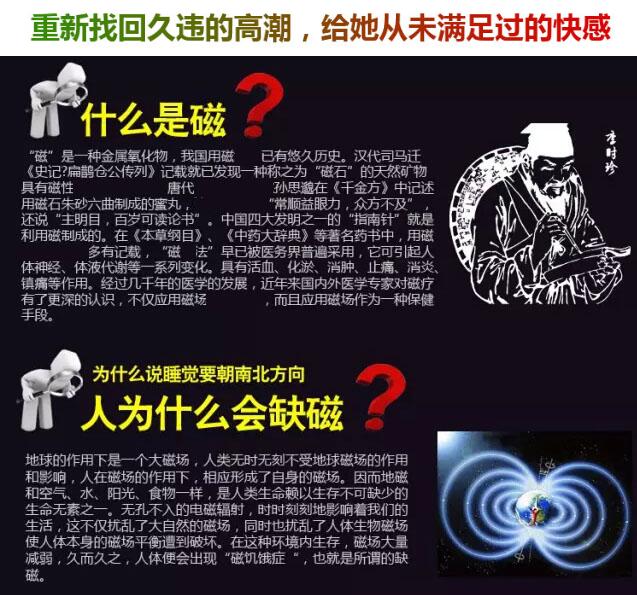 重新找回久违的高潮，给她从未满足过的快感
什么是磁？
“磁”是一种金属氧化物，我国用磁 已有悠久历史。汉代司马迁
《史记?扁鹊仓公传列》记载就已发现一种称之为“磁石”的天然矿物
具有磁性 唐代 孙思邈在《千金方》中记述
用磁石朱砂六曲制成的蜜丸， “常顺益眼力，众方不及”，
还说“主明目，百岁可读论书”。中国四大发明之一的“指南针”就是
利用磁制成的。在《本草纲目》、《中药大辞典》等著名药书中，用磁
多有记载，“磁 法”早已被医务界普遍采用，它可引起人
体神经、体液代谢等一系列变化。具有活血、化淤、消肿、止痛、消炎、
镇痛等作用。经过几千年的医学的发展，近年来国内外医学专家对磁疗
有了更深的认识，不仅应用磁场 ，而且应用磁场作为一种保健
手段。
李时珍
为什么说睡觉要朝南北方向
人为什么会缺磁？
地球的作用下是一个大磁场，人类无时无刻不受地球磁场的作用
和影响，人在磁场的作用下，相应形成了自身的磁场。因而地磁
和空气、水、阳光、食物一样，是人类生命赖以生存不可缺少的
生命无素之一。无孔不入的电磁辐射，时时刻刻地影响着我们的
生活，这不仅扰乱了大自然的磁场，同时也扰乱了人体生物磁场
使人体本身的磁场平衡遭到破坏。在这种环境内生存，磁场大量
减弱，久而久之，人体便会出现“磁饥饿症“，也就是所谓的缺
磁。